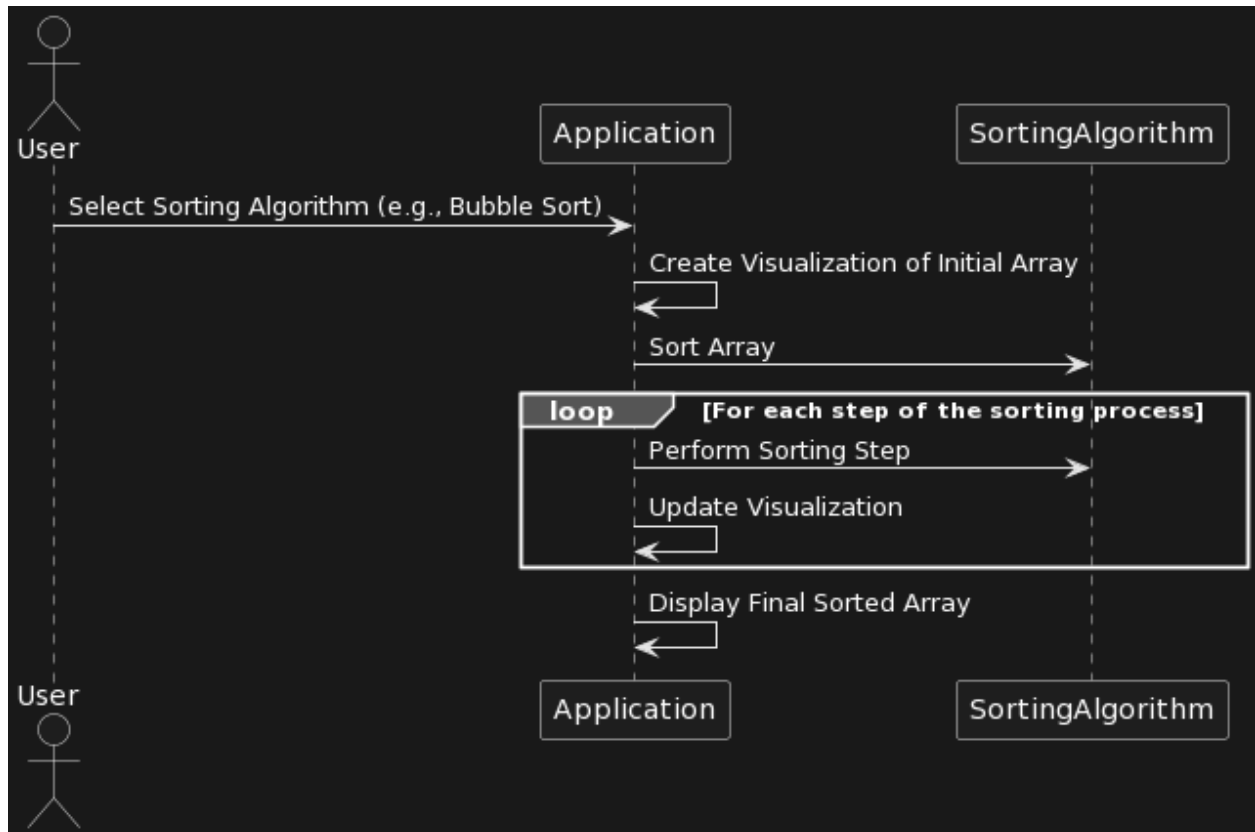 User
Application
SortingAlgorithm
Select Sorting Algorithm (e.g., Bubble Sort)
Create Visualization of Initial Array
Sort Array
loop
[For each step of the sorting process]
Perform Sorting Step
Update Visualization
Display Final Sorted Array
User
Application
SortingAlgorithm